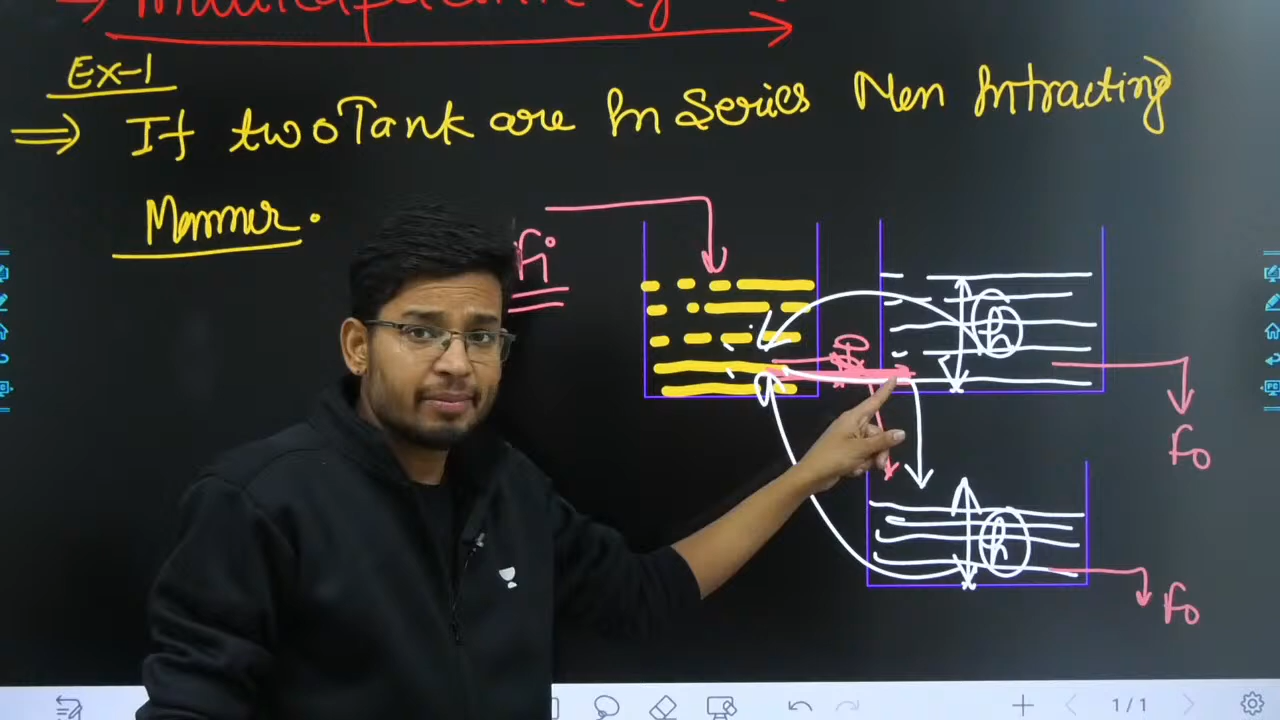 Ex-1
⇒ If two Tank are In Series Non Intracting
Manner.
Fi
h
Fo
h
Fo
1/1